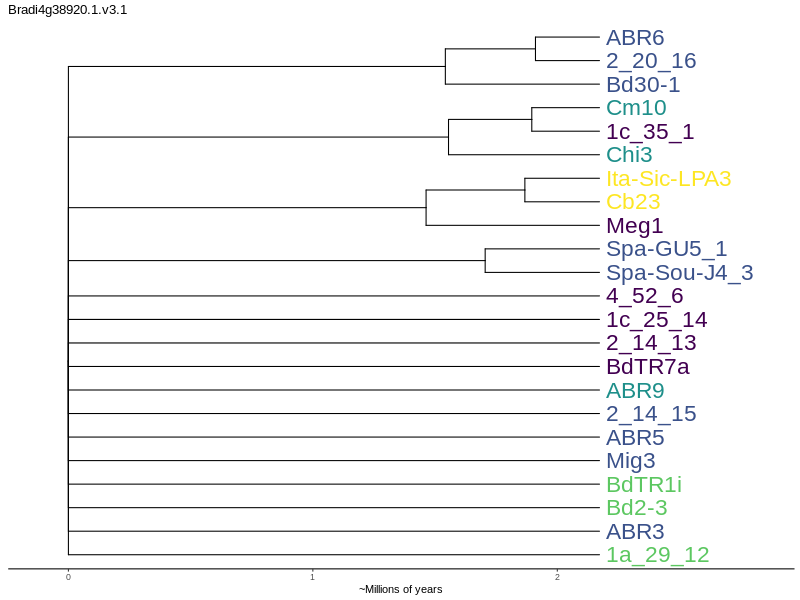 Bradi4g38920.1.v3.1
ABR6
2_20_16
Bd30-1
Cm10
1c_35_1
Chi3
Ita-Sic-LPA3
Cb23
Meg1
Spa-GU5_1
Spa-Sou-J4_3
4_52_6
1c_25_14
2_14_13
BdTR7a
ABR9
2_14_15
ABR5
Mig3
BdTR1i
Bd2-3
ABR3
1a_29_12
0 1 2
~Millions of years